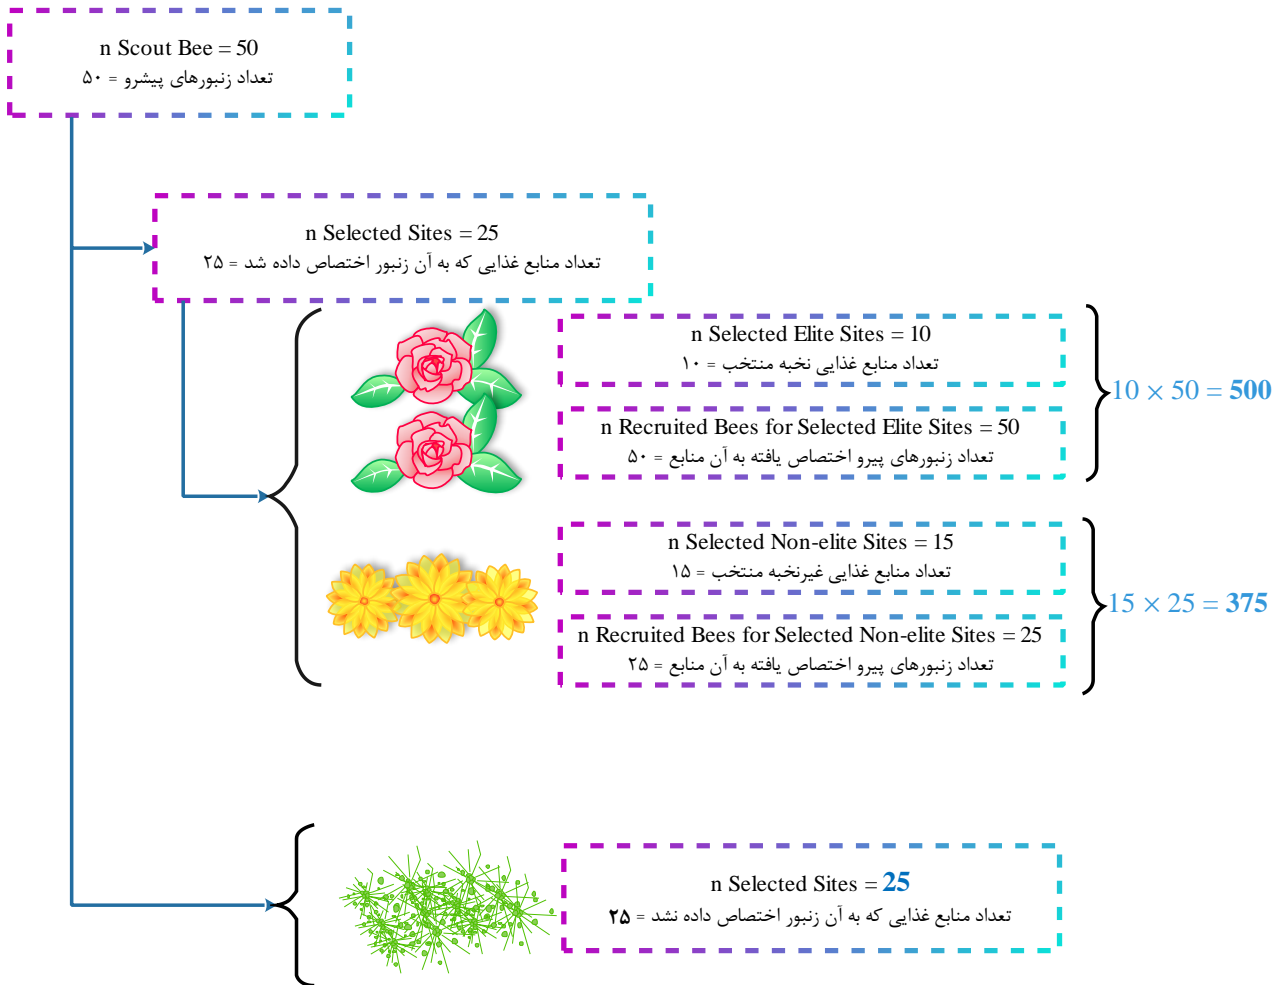 n Scout Bee = 50
تعداد زنبورهای پیشرو = ۵۰
n Selected Sites = 25
تعداد منابع غذایی که به آن زنبور اختصاص داده شد = ۲۵
n Selected Elite Sites = 10
تعداد منابع غذایی نخبه منتخب = ۱۰
n Recruited Bees for Selected Elite Sites = 50
تعداد زنبورهای پیرو اختصاص یافته به آن منابع = ۵۰
10 × 50 = 500
n Selected Non-elite Sites = 15
تعداد منابع غذایی غیرنخبه منتخب = ۱۵
n Recruited Bees for Selected Non-elite Sites = 25
تعداد زنبورهای پیرو اختصاص یافته به آن منابع = ۲۵
15 × 25 = 375
n Selected Sites = 25
تعداد منابع غذایی که به آن زنبور اختصاص داده نشد = ۲۵